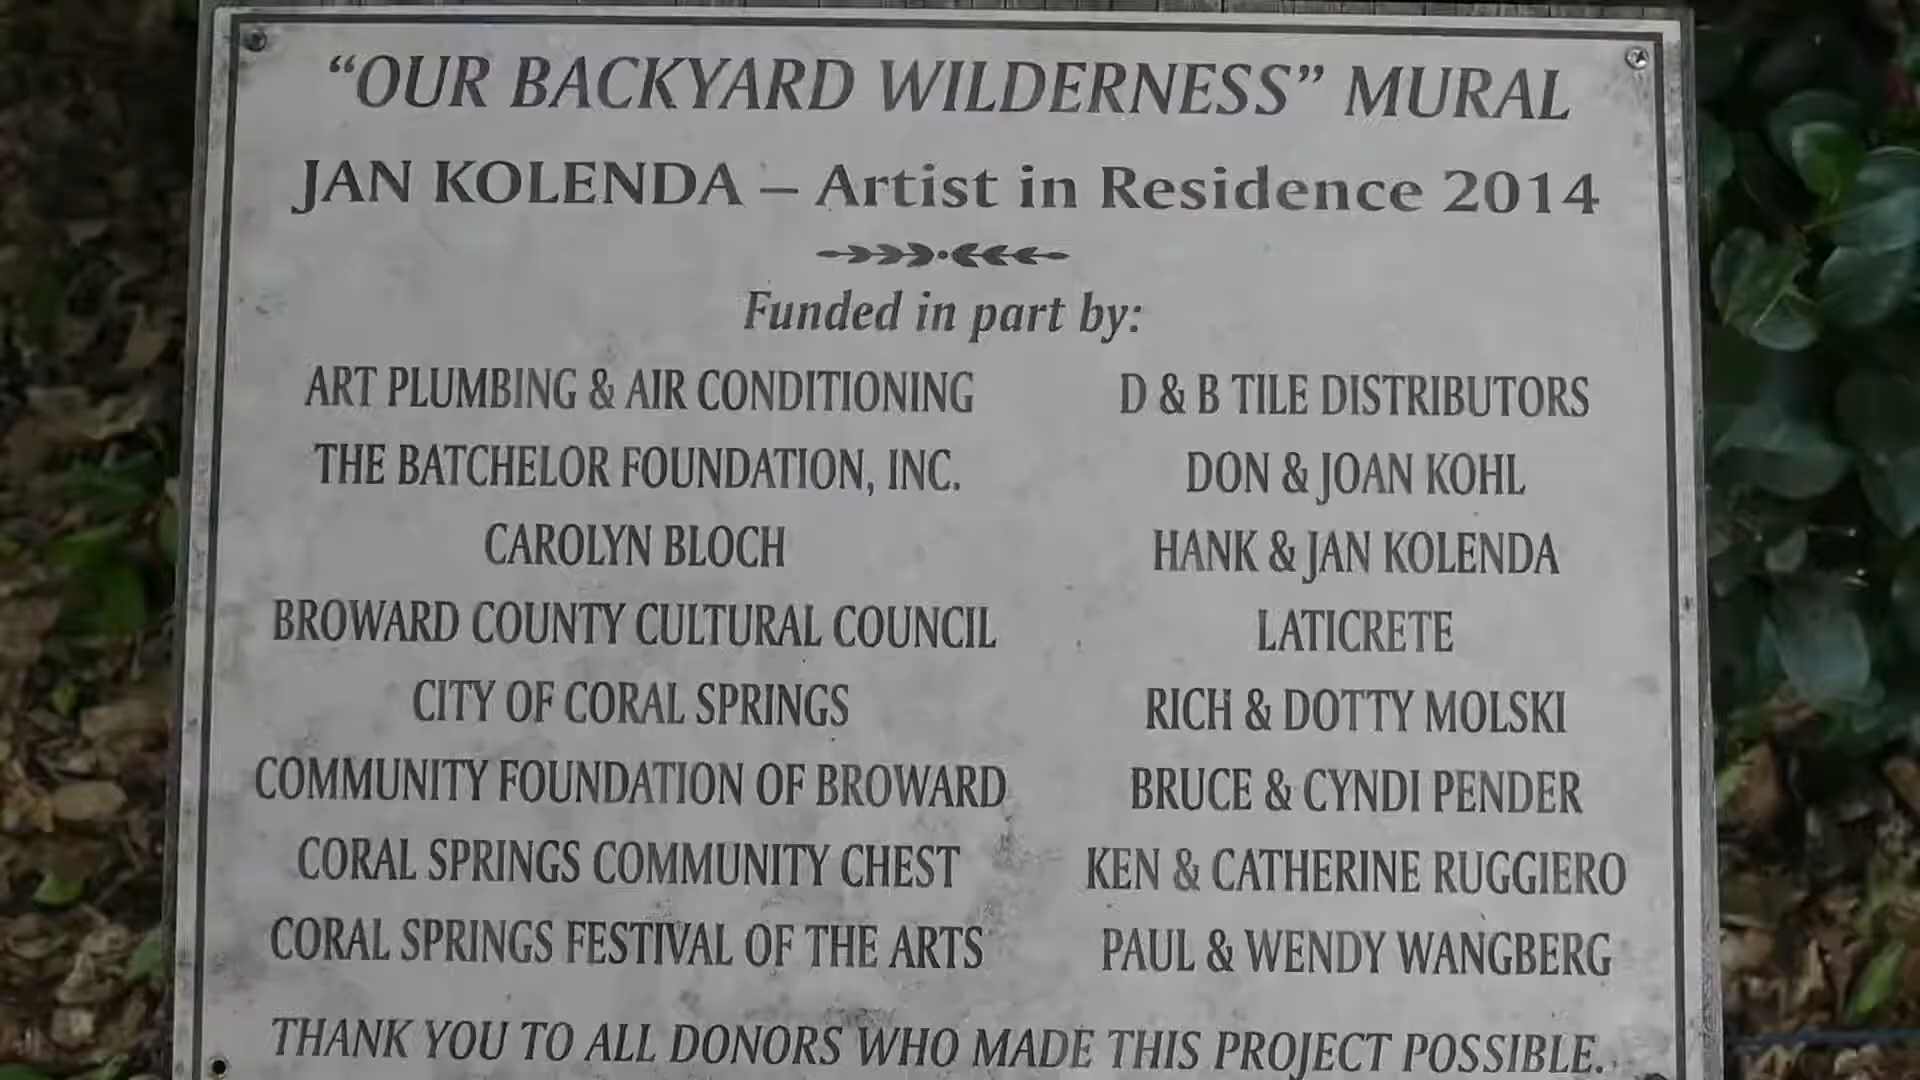 “OUR BACKYARD WILDERNESS” MURAL
JAN KOLENDA – Artist in Residence 2014
Funded in part by:
ART PLUMBING & AIR CONDITIONING
THE BATCHELOR FOUNDATION, INC.
CAROLYN BLOCH
BROWARD COUNTY CULTURAL COUNCIL
CITY OF CORAL SPRINGS
COMMUNITY FOUNDATION OF BROWARD
CORAL SPRINGS COMMUNITY CHEST
CORAL SPRINGS FESTIVAL OF THE ARTS
D & B TILE DISTRIBUTORS
DON & JOAN KOHL
HANK & JAN KOLENDA
LATICRETE
RICH & DOTTY MOLSKI
BRUCE & CYNDI PENDER
KEN & CATHERINE RUGGIERO
PAUL & WENDY WANGBERG
THANK YOU TO ALL DONORS WHO MADE THIS PROJECT POSSIBLE.